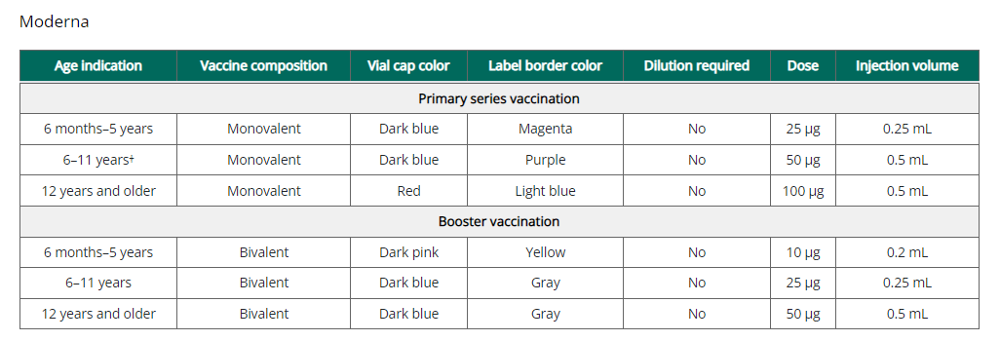 Moderna
Age indication Vaccine composition Vial cap color Label border color Dilution required Dose Injection volume
Primary series vaccination
6 months–5 years Monovalent Dark blue Magenta No 25 µg 0.25 mL
6–11 years† Monovalent Dark blue Purple No 50 µg 0.5 mL
12 years and older Monovalent Red Light blue No 100 µg 0.5 mL
Booster vaccination
6 months–5 years Bivalent Dark pink Yellow No 10 µg 0.2 mL
6–11 years Bivalent Dark blue Gray No 25 µg 0.25 mL
12 years and older Bivalent Dark blue Gray No 50 µg 0.5 mL